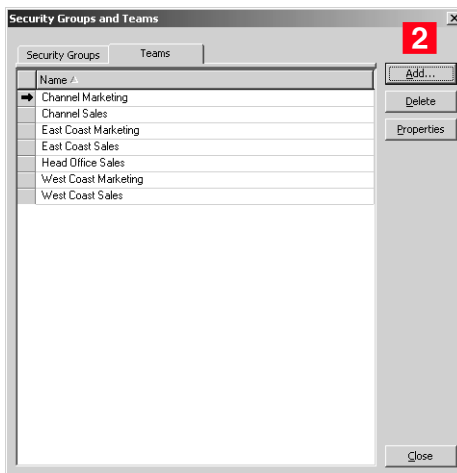 Security Groups and Teams
2
Security Groups
Teams
Add...
Name
Channel Marketing
Delete
Channel Sales
East Coast Marketing
Properties
East Coast Sales
Head Office Sales
West Coast Marketing
West Coast Sales
Close